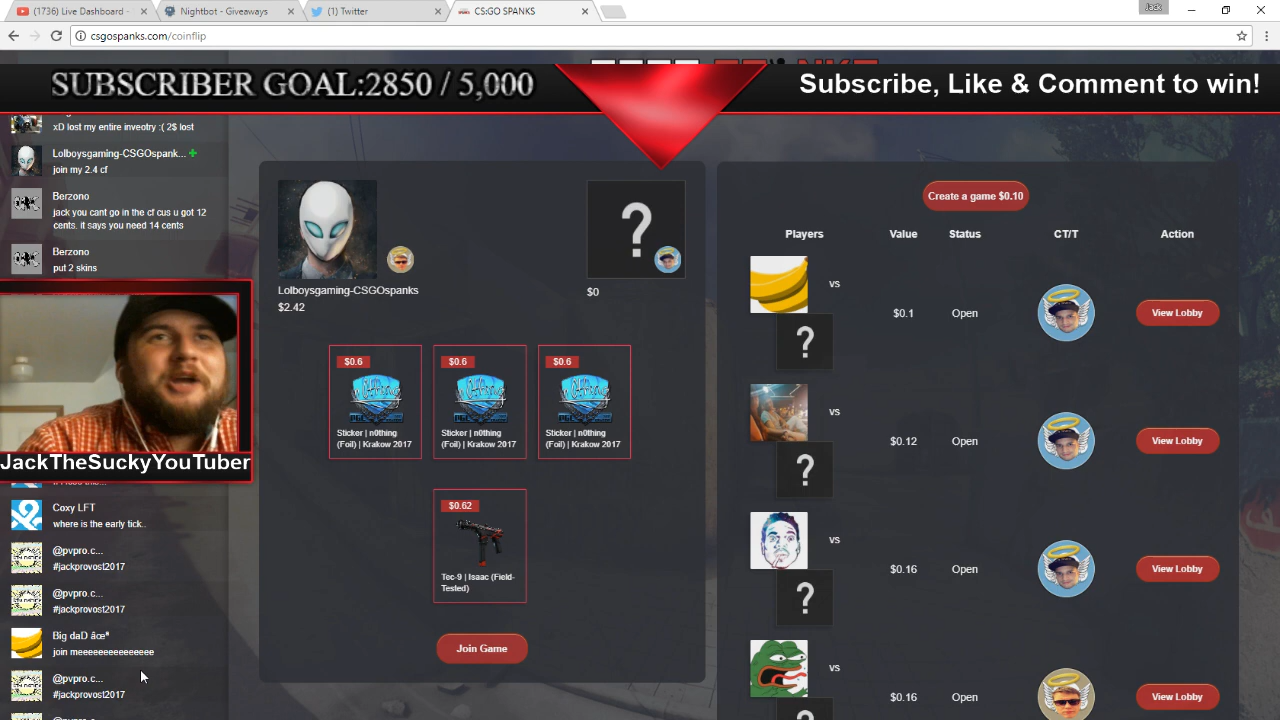 (1736) Live Dashboard -
Nightbot - Giveaways
(1) Twitter
CS:GO SPANKS
Jack
csgospanks.com/coinflip
SUBSCRIBER GOAL:2850 / 5,000
Subscribe, Like & Comment to win!
xD lost my entire inveotry :( 2$ lost
Lolboysgaming-CSGOspank...
join my 2.4 cf
Berzono
jack you cant go in the cf cus u got 12
cents. it says you need 14 cents
Berzono
put 2 skins
JackTheSuckyYouTuber
Coxy LFT
where is the early tick..
@pvpro.c...
#jackprovost2017
@pvpro.c...
#jackprovost2017
Big daD âœ*
join meeeeeeeeeeeeeee
@pvpro.c...
#jackprovost2017
Lolboysgaming-CSGOspanks
$2.42
?
$0
$0.6
Sticker | n0thing
(Foil) | Krakow 2017
$0.6
Sticker | n0thing
(Foil) | Krakow 2017
$0.6
Sticker | n0thing
(Foil) | Krakow 2017
$0.62
Tec-9 | Isaac (Field-
Tested)
Join Game
Create a game $0.10
Players Value Status CT/T Action
vs
?
$0.1 Open View Lobby
vs
?
$0.12 Open View Lobby
vs
?
$0.16 Open View Lobby
vs
?
$0.16 Open View Lobby